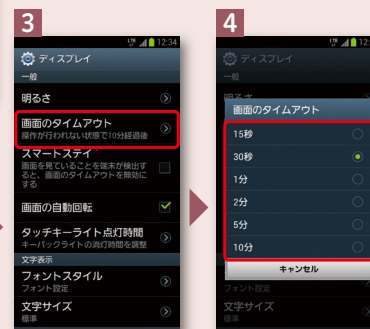 3
LTE 12:34
ディスプレイ
一般
明るさ
画面のタイムアウト
操作が行われない状態で10分経過後
スマートステイ
画面を見ていることを端末が検出す
ると、画面のタイムアウトを無効に
する
画面の自動回転
タッチキーライト点灯時間
キーバックライトの消灯時間を調整
文字表示
フォントスタイル
フォント設定
文字サイズ
標準
4
LTE 12:
ディスプレイ
一般
明るさ
画面のタイムアウト
15秒
30秒
1分
2分
5分
10分
キャンセル
フォント設定
文字サイズ
標準